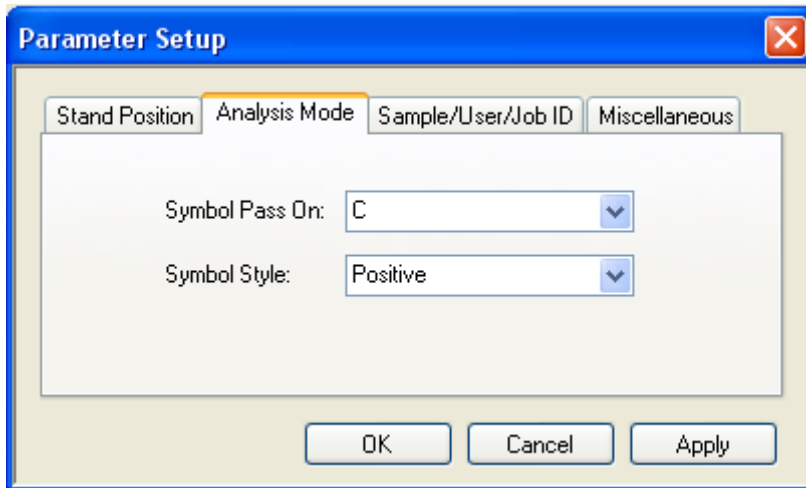 Parameter Setup
Stand Position Analysis Mode Sample/User/Job ID Miscellaneous
Symbol Pass On: C
Symbol Style: Positive
OK Cancel Apply